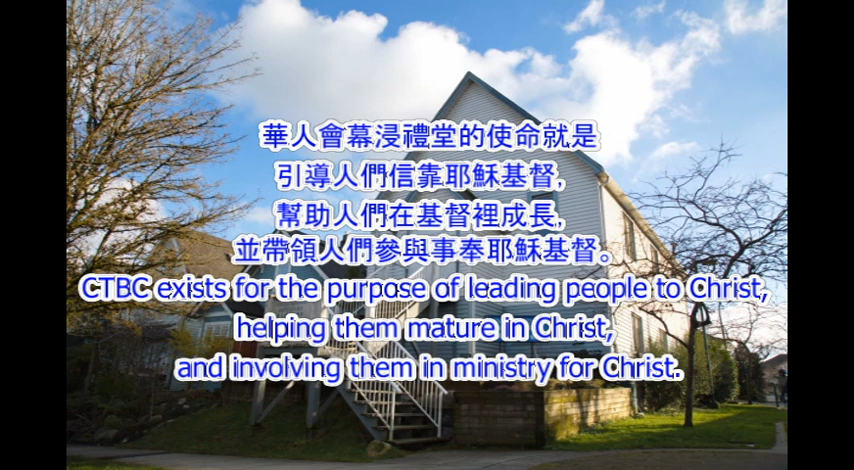 華人會幕浸禮堂的使命就是
引導人們信靠耶穌基督,
幫助人們在基督裡成長,
並帶領人們參與事奉耶穌基督。
CTBC exists for the purpose of leading people to Christ,
helping them mature in Christ,
and involving them in ministry for Christ.